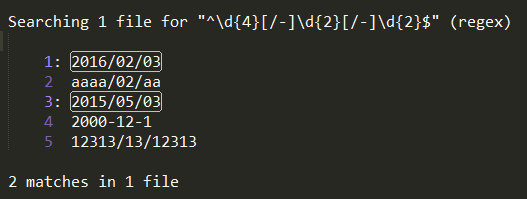 Searching 1 file for "^\d{4}[/-]\d{2}[/-]\d{2}$" (regex)
1: 2016/02/03
2 aaaa/02/aa
3: 2015/05/03
4 2000-12-1
5 12313/13/12313
2 matches in 1 file